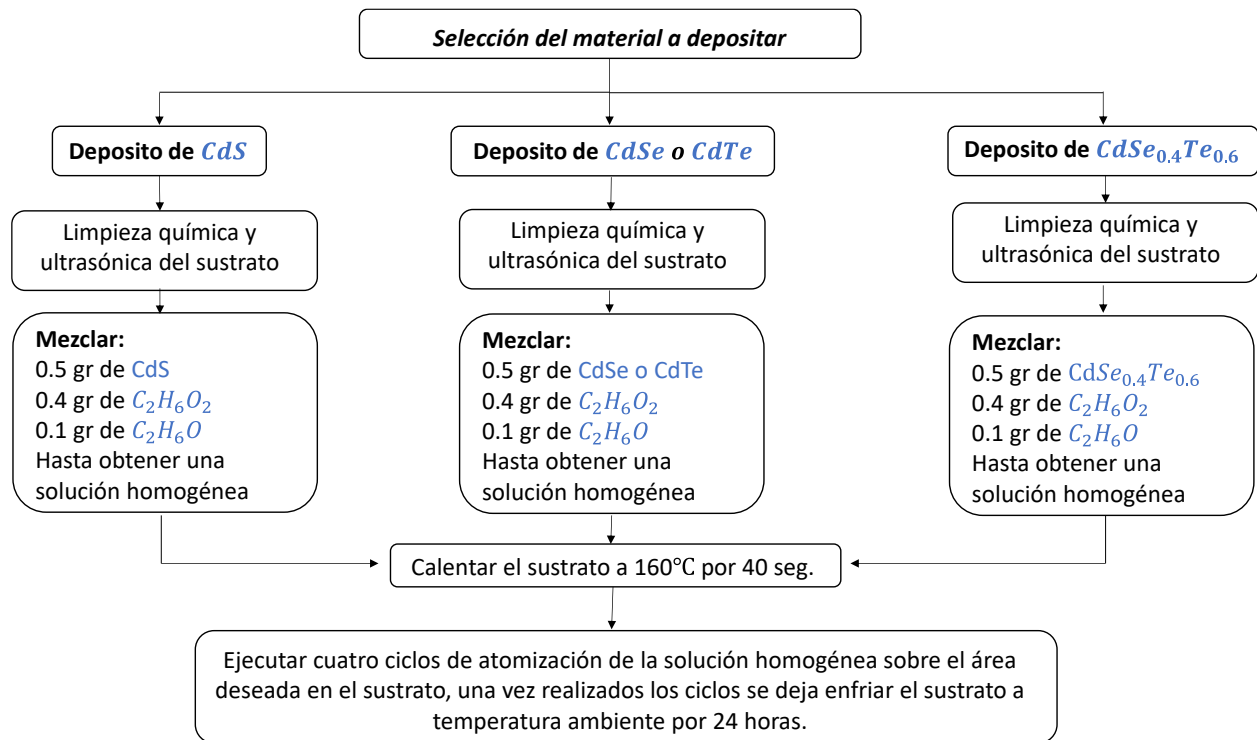 Selección del material a depositar
Deposito de CdS
Deposito de CdSe o CdTe
Deposito de CdSe₀.₄Te₀.₆
Limpieza química y
ultrasónica del sustrato
Limpieza química y
ultrasónica del sustrato
Limpieza química y
ultrasónica del sustrato
Mezclar:
0.5 gr de CdS
0.4 gr de C₂H₆O₂
0.1 gr de C₂H₆O
Hasta obtener una
solución homogénea
Mezclar:
0.5 gr de CdSe o CdTe
0.4 gr de C₂H₆O₂
0.1 gr de C₂H₆O
Hasta obtener una
solución homogénea
Mezclar:
0.5 gr de CdSe₀.₄Te₀.₆
0.4 gr de C₂H₆O₂
0.1 gr de C₂H₆O
Hasta obtener una
solución homogénea
Calentar el sustrato a 160℃ por 40 seg.
Ejecutar cuatro ciclos de atomización de la solución homogénea sobre el área
deseada en el sustrato, una vez realizados los ciclos se deja enfriar el sustrato a
temperatura ambiente por 24 horas.